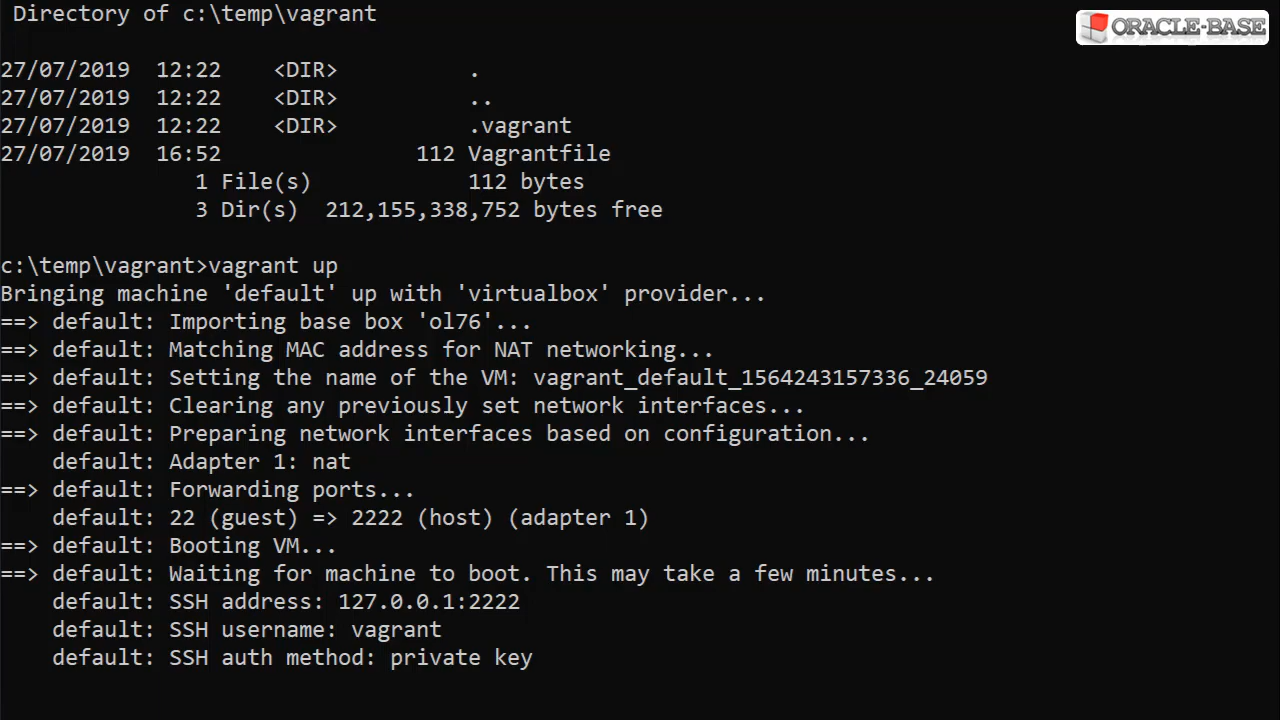 Directory of c:\temp\vagrant
ORACLE-BASE
27/07/2019  12:22    <DIR>          .
27/07/2019  12:22    <DIR>          ..
27/07/2019  12:22    <DIR>          .vagrant
27/07/2019  16:52               112 Vagrantfile
               1 File(s)            112 bytes
               3 Dir(s)  212,155,338,752 bytes free
c:\temp\vagrant>vagrant up
Bringing machine 'default' up with 'virtualbox' provider...
==> default: Importing base box 'ol76'...
==> default: Matching MAC address for NAT networking...
==> default: Setting the name of the VM: vagrant_default_1564243157336_24059
==> default: Clearing any previously set network interfaces...
==> default: Preparing network interfaces based on configuration...
    default: Adapter 1: nat
==> default: Forwarding ports...
    default: 22 (guest) => 2222 (host) (adapter 1)
==> default: Booting VM...
==> default: Waiting for machine to boot. This may take a few minutes...
    default: SSH address: 127.0.0.1:2222
    default: SSH username: vagrant
    default: SSH auth method: private key